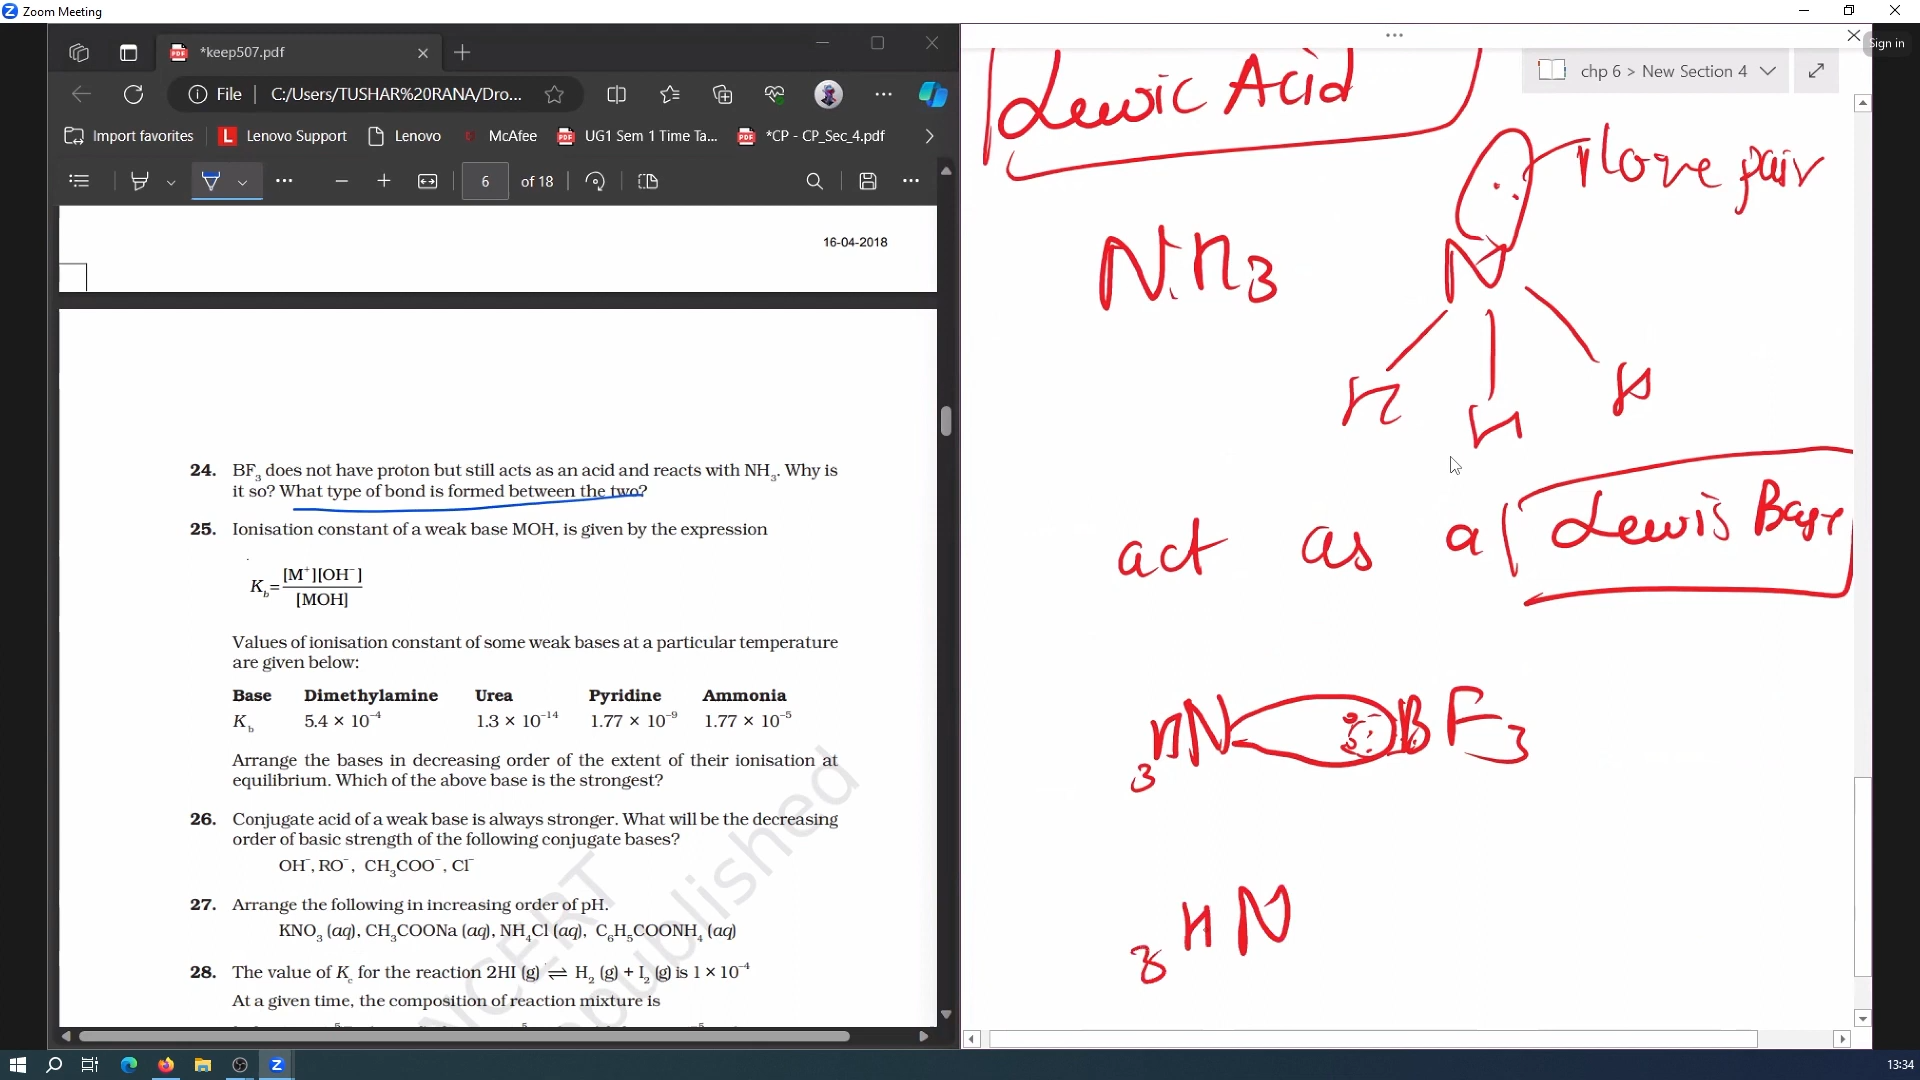 Zoom Meeting
*keep507.pdf
Sign in
File
C:/Users/TUSHAR%20RANA/Dro...
Import favorites
Lenovo Support
Lenovo
McAfee
UG1 Sem 1 Time Ta...
*CP - CP_Sec_4.pdf
6
of 18
16-04-2018
24. BF3 does not have proton but still acts as an acid and reacts with NH3. Why is
it so? What type of bond is formed between the two?
25. Ionisation constant of a weak base MOH, is given by the expression
Kb = [M⁺][OH⁻]
[MOH]
Values of ionisation constant of some weak bases at a particular temperature
are given below:
Base Dimethylamine Urea Pyridine Ammonia
Kb 5.4 × 10⁻⁴ 1.3 × 10⁻¹⁴ 1.77 × 10⁻⁹ 1.77 × 10⁻⁵
Arrange the bases in decreasing order of the extent of their ionisation at
equilibrium. Which of the above base is the strongest?
26. Conjugate acid of a weak base is always stronger. What will be the decreasing
order of basic strength of the following conjugate bases?
OH⁻, RO⁻, CH3COO⁻, Cl⁻
27. Arrange the following in increasing order of pH.
KNO3 (aq), CH3COONa (aq), NH4Cl (aq), C6H5COONH4 (aq)
28. The value of Kc for the reaction 2HI (g) ⇌ H2 (g) + I2 (g) is 1 × 10⁻⁴
At a given time, the composition of reaction mixture is
NCERT
republished
chp 6 > New Section 4
Lewic Acid
1 lone pair
NH3
N
H
H
H
act as a Lewis Base
3HN BF3
3HN
13:34